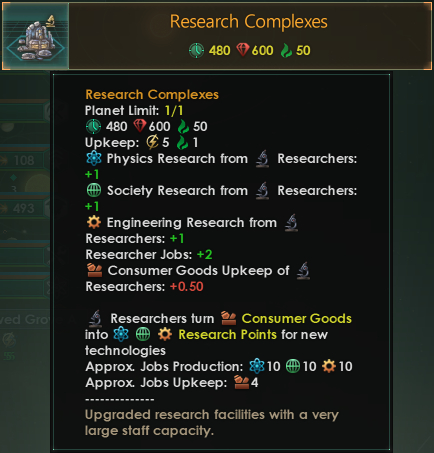 Research Complexes
480 600 50
Research Complexes
Planet Limit: 1/1
480 600 50
Upkeep: 5 1
Physics Research from Researchers:
+1
Society Research from Researchers:
+1
Engineering Research from
Researchers: +1
Researcher Jobs: +2
Consumer Goods Upkeep of
Researchers: +0.50
Researchers turn Consumer Goods
into Research Points for new
technologies
Approx. Jobs Production: 10 10 10
Approx. Jobs Upkeep: 4
--------------
Upgraded research facilities with a very
large staff capacity.
108
493